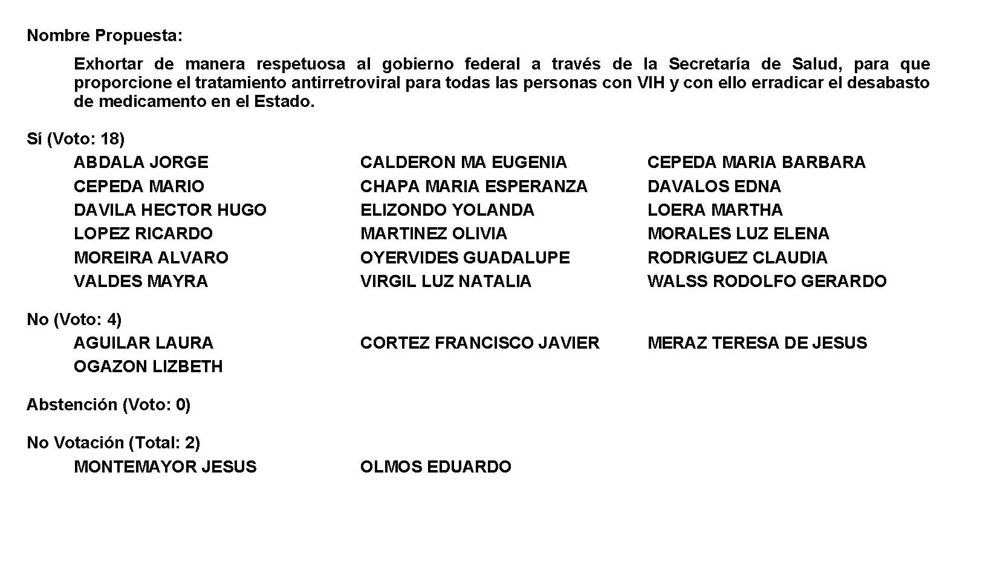 Nombre Propuesta:
Exhortar de manera respetuosa al gobierno federal a través de la Secretaría de Salud, para que
proporcione el tratamiento antirretroviral para todas las personas con VIH y con ello erradicar el desabasto
de medicamento en el Estado.
Sí (Voto: 18)
ABDALA JORGE CALDERON MA EUGENIA CEPEDA MARIA BARBARA
CEPEDA MARIO CHAPA MARIA ESPERANZA DAVALOS EDNA
DAVILA HECTOR HUGO ELIZONDO YOLANDA LOERA MARTHA
LOPEZ RICARDO MARTINEZ OLIVIA MORALES LUZ ELENA
MOREIRA ALVARO OYERVIDES GUADALUPE RODRIGUEZ CLAUDIA
VALDES MAYRA VIRGIL LUZ NATALIA WALSS RODOLFO GERARDO
No (Voto: 4)
AGUILAR LAURA CORTEZ FRANCISCO JAVIER MERAZ TERESA DE JESUS
OGAZON LIZBETH
Abstención (Voto: 0)
No Votación (Total: 2)
MONTEMAYOR JESUS OLMOS EDUARDO